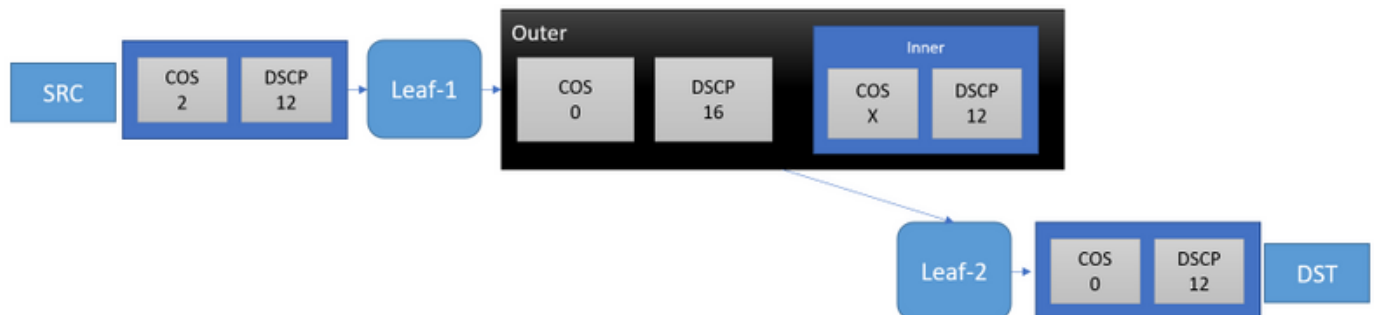 Outer
Inner
SRC
COS
2
DSCP
12
Leaf-1
COS
0
DSCP
16
COS
X
DSCP
12
Leaf-2
COS
0
DSCP
12
DST